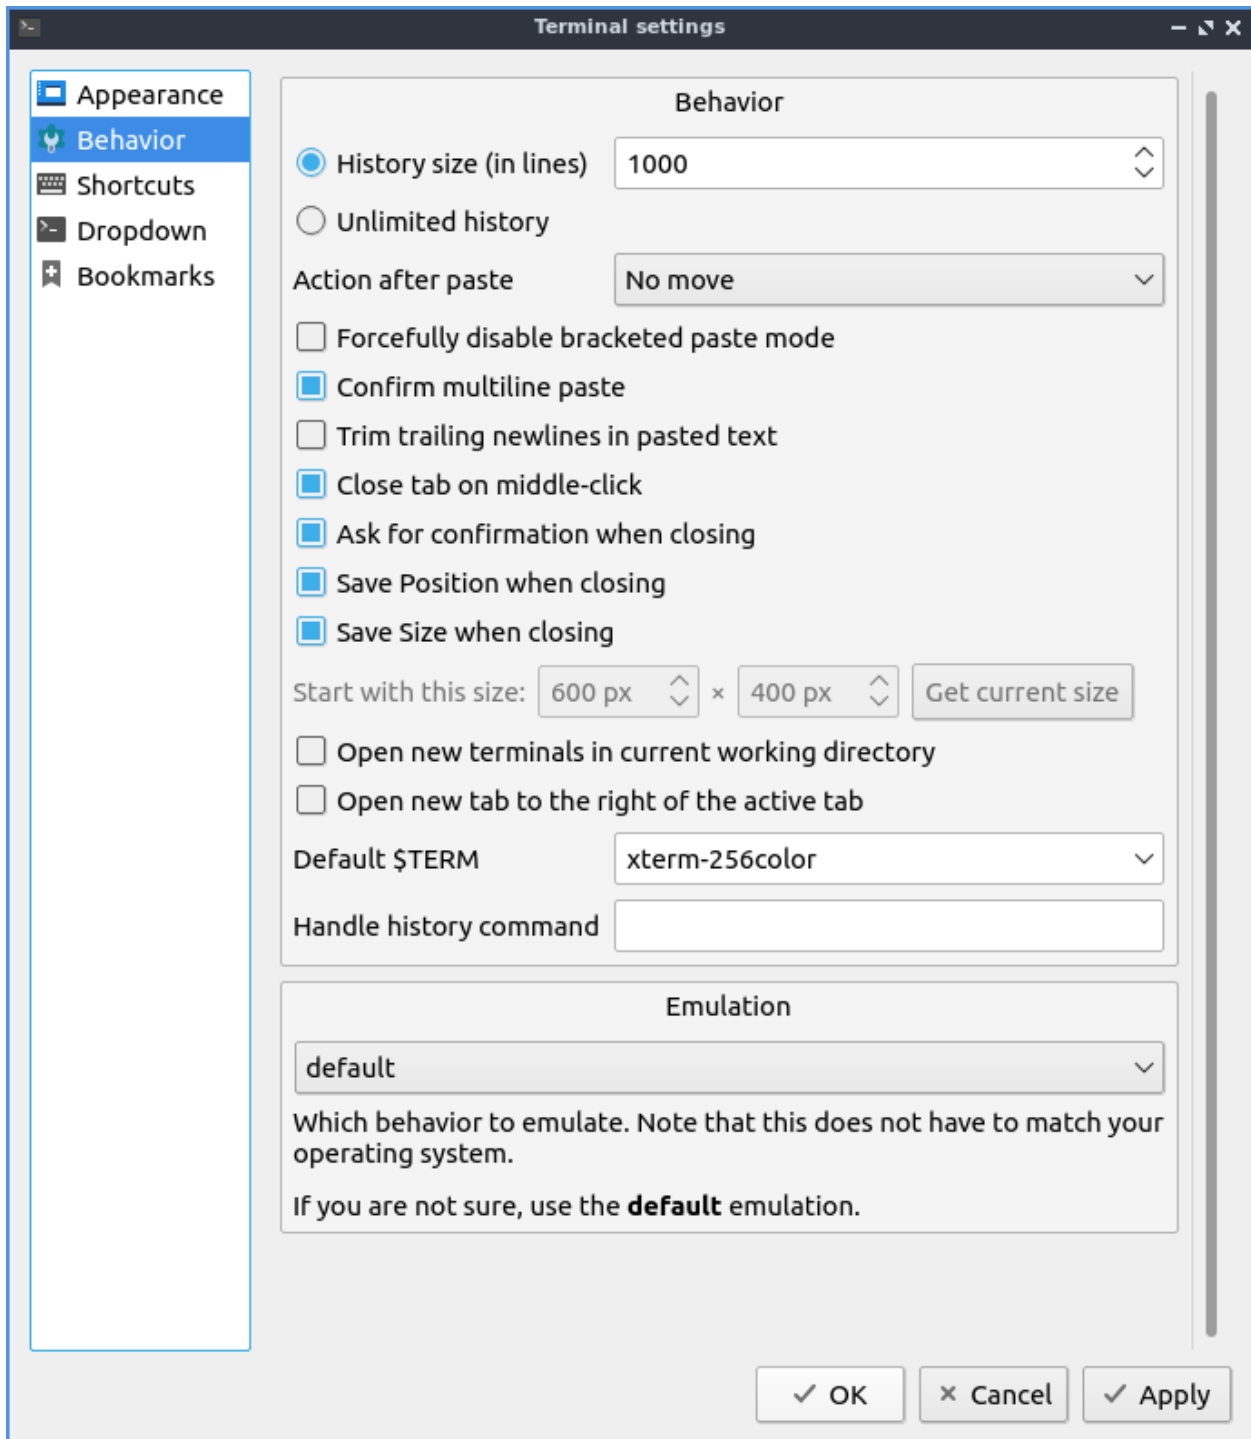 Terminal settings
Appearance
Behavior
Shortcuts
Dropdown
Bookmarks
Behavior
History size (in lines) 1000
Unlimited history
Action after paste No move
Forcefully disable bracketed paste mode
Confirm multiline paste
Trim trailing newlines in pasted text
Close tab on middle-click
Ask for confirmation when closing
Save Position when closing
Save Size when closing
Start with this size: 600 px × 400 px Get current size
Open new terminals in current working directory
Open new tab to the right of the active tab
Default $TERM xterm-256color
Handle history command
Emulation
default
Which behavior to emulate. Note that this does not have to match your
operating system.
If you are not sure, use the default emulation.
OK Cancel Apply